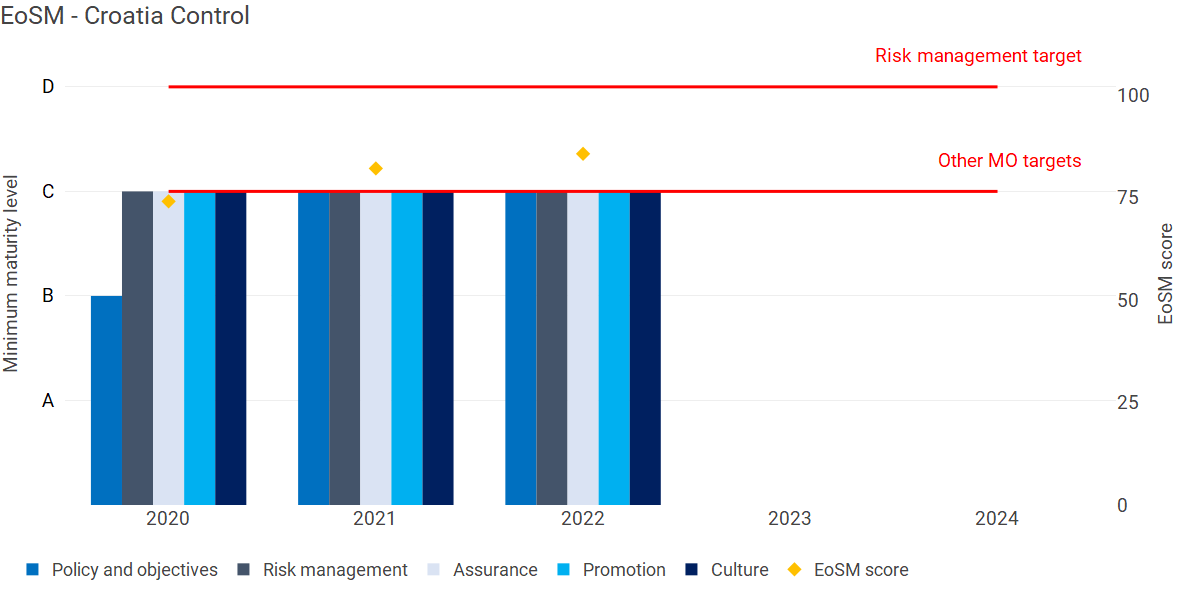 EoSM - Croatia Control
Risk management target
D
100
Other MO targets
C
75
Minimum maturity level
EoSM score
B
50
A
25
0
2020 2021 2022 2023 2024
Policy and objectives Risk management Assurance Promotion Culture EoSM score